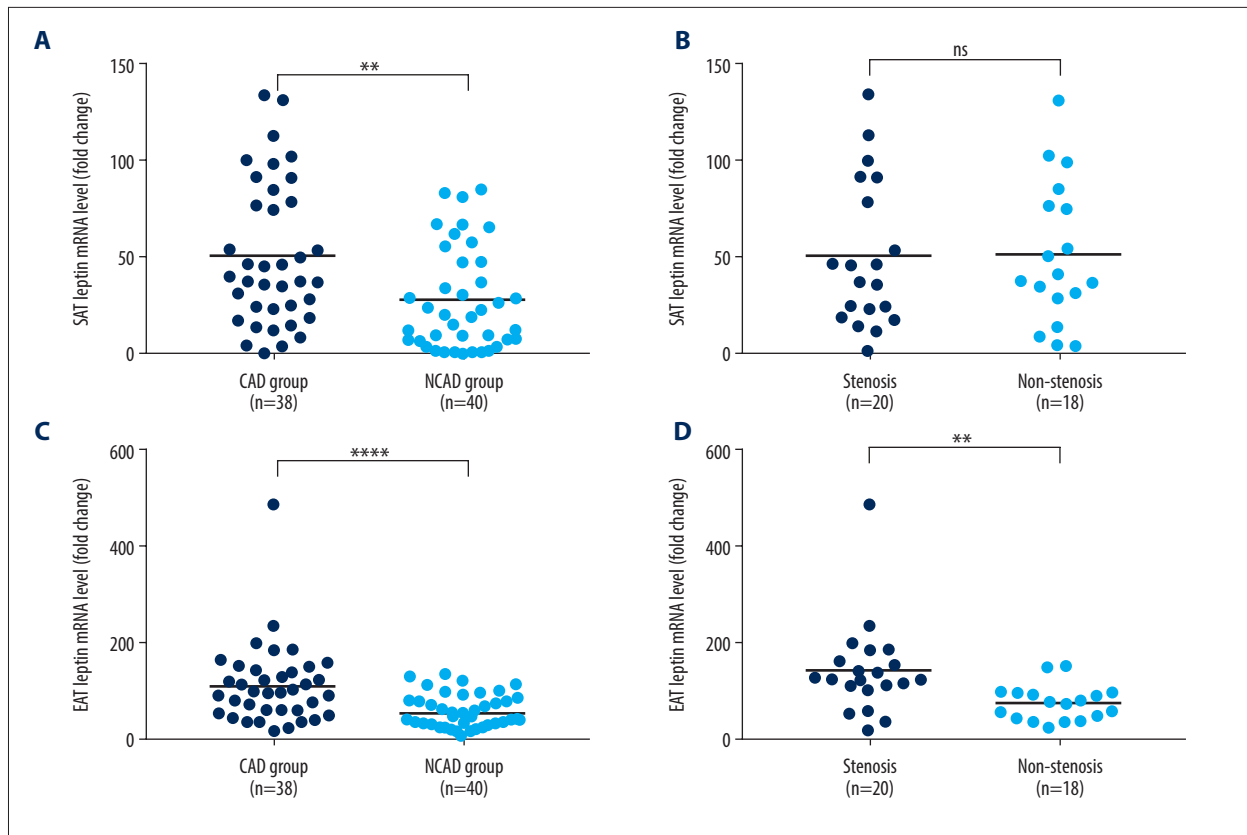 A
SAT leptin mRNA level (fold change)
150
100
50
0
**
CAD group
(n=38)
NCAD group
(n=40)
B
SAT leptin mRNA level (fold change)
150
100
50
0
ns
Stenosis
(n=20)
Non-stenosis
(n=18)
C
EAT leptin mRNA level (fold change)
600
400
200
0
****
CAD group
(n=38)
NCAD group
(n=40)
D
EAT leptin mRNA level (fold change)
600
400
200
0
**
Stenosis
(n=20)
Non-stenosis
(n=18)